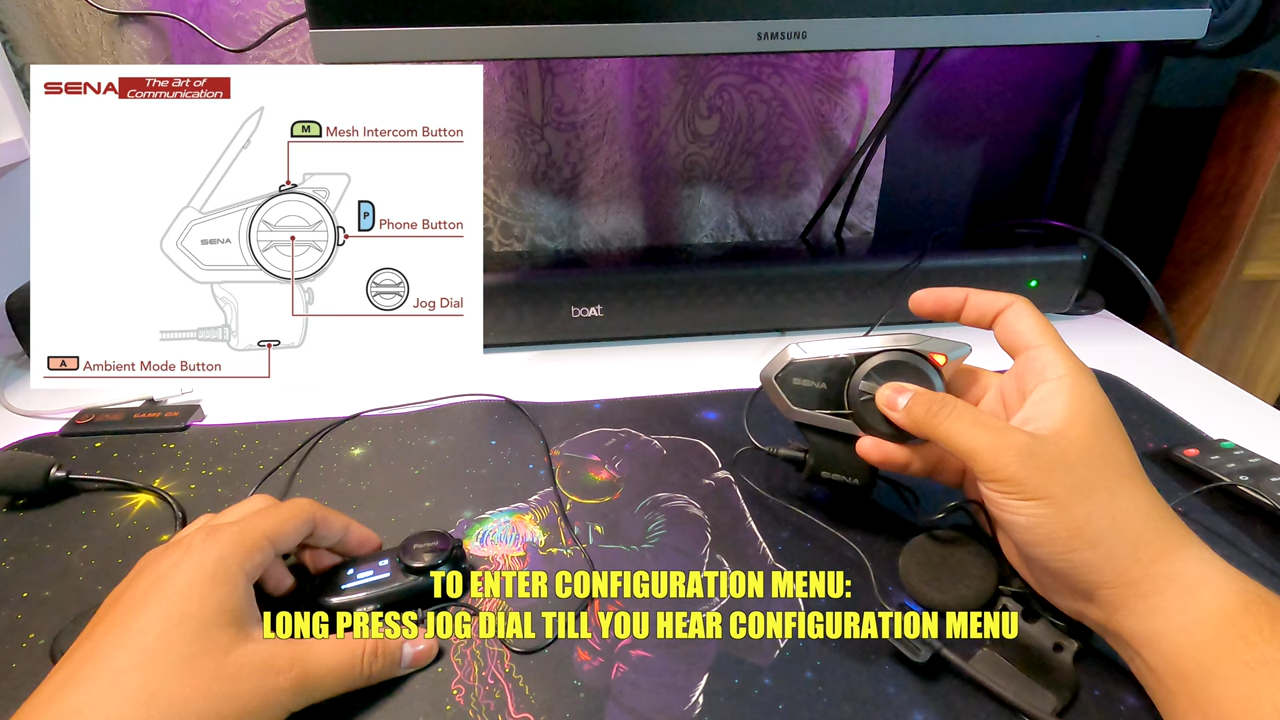 SAMSUNG
SENA The Art of
Communication
M Mesh Intercom Button
P Phone Button
SENA
Jog Dial
A Ambient Mode Button
boAt
SENA
SENA
GAME ON
TO ENTER CONFIGURATION MENU:
LONG PRESS JOG DIAL TILL YOU HEAR CONFIGURATION MENU